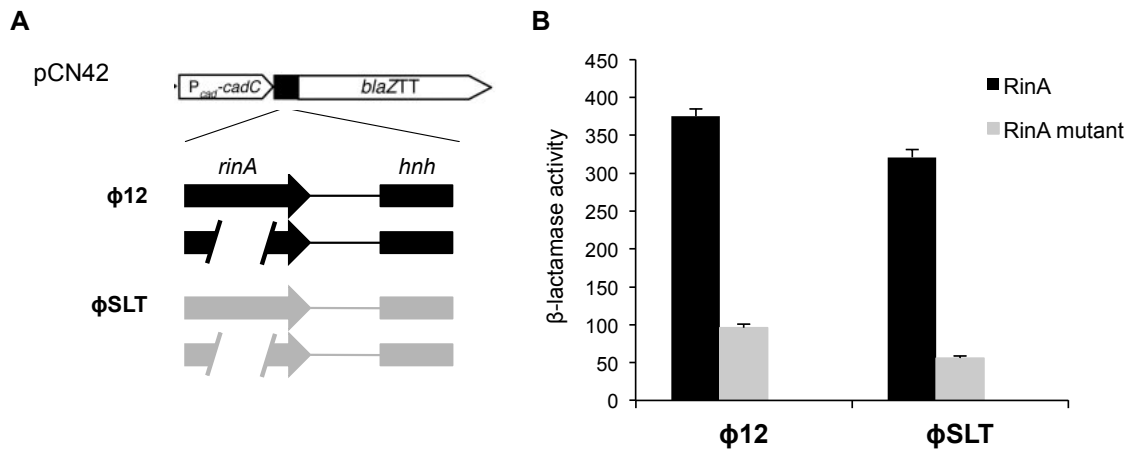 A
pCN42
Pcad-cadC
blaZTT
rinA
hnh
ϕ12
ϕSLT
B
β-lactamase activity
450
400
350
300
250
200
150
100
50
0
RinA
RinA mutant
ϕ12
ϕSLT